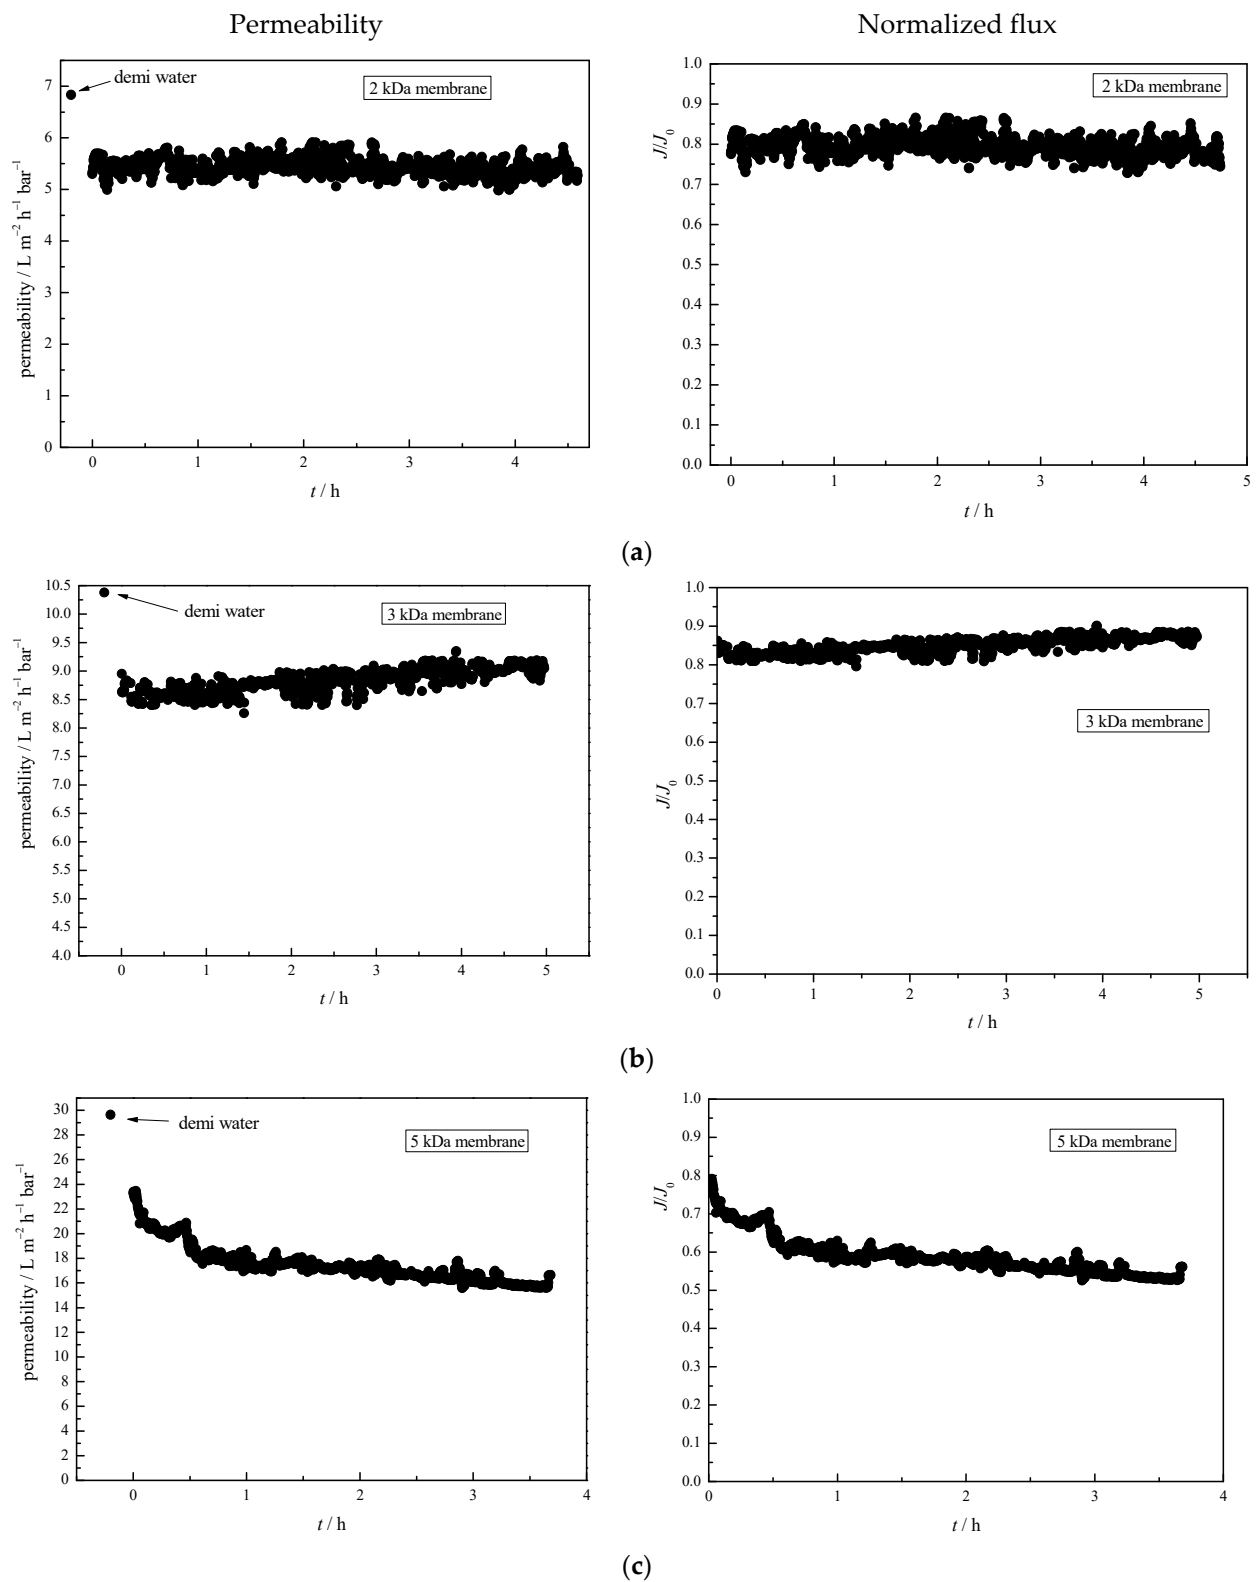 Permeability
Normalized flux
demi water
2 kDa membrane
7
6
5
4
3
2
1
0
permeability / L m⁻² h⁻¹ bar⁻¹
0 1 2 3 4
t / h
2 kDa membrane
1.0
0.9
0.8
0.7
0.6
0.5
0.4
0.3
0.2
0.1
0.0
J/J₀
0 1 2 3 4 5
t / h
(a)
demi water
3 kDa membrane
10.5
10.0
9.5
9.0
8.5
8.0
7.5
7.0
6.5
6.0
5.5
5.0
4.5
4.0
permeability / L m⁻² h⁻¹ bar⁻¹
0 1 2 3 4 5
t / h
3 kDa membrane
1.0
0.9
0.8
0.7
0.6
0.5
0.4
0.3
0.2
0.1
0.0
J/J₀
0 1 2 3 4 5
t / h
(b)
demi water
5 kDa membrane
30
28
26
24
22
20
18
16
14
12
10
8
6
4
2
0
permeability / L m⁻² h⁻¹ bar⁻¹
0 1 2 3 4
t / h
5 kDa membrane
1.0
0.9
0.8
0.7
0.6
0.5
0.4
0.3
0.2
0.1
0.0
J/J₀
0 1 2 3 4
t / h
(c)